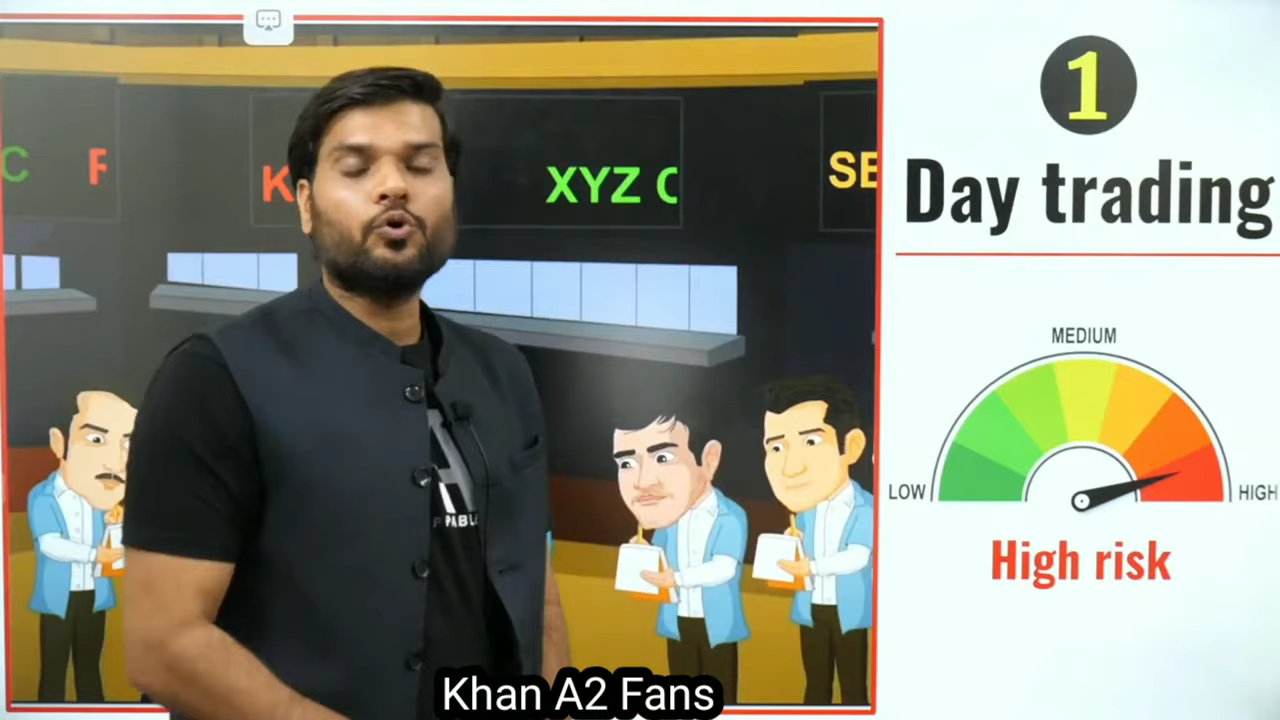 C
XYZ C
SE
1
Day trading
MEDIUM
LOW
HIGH
High risk
Khan A2 Fans